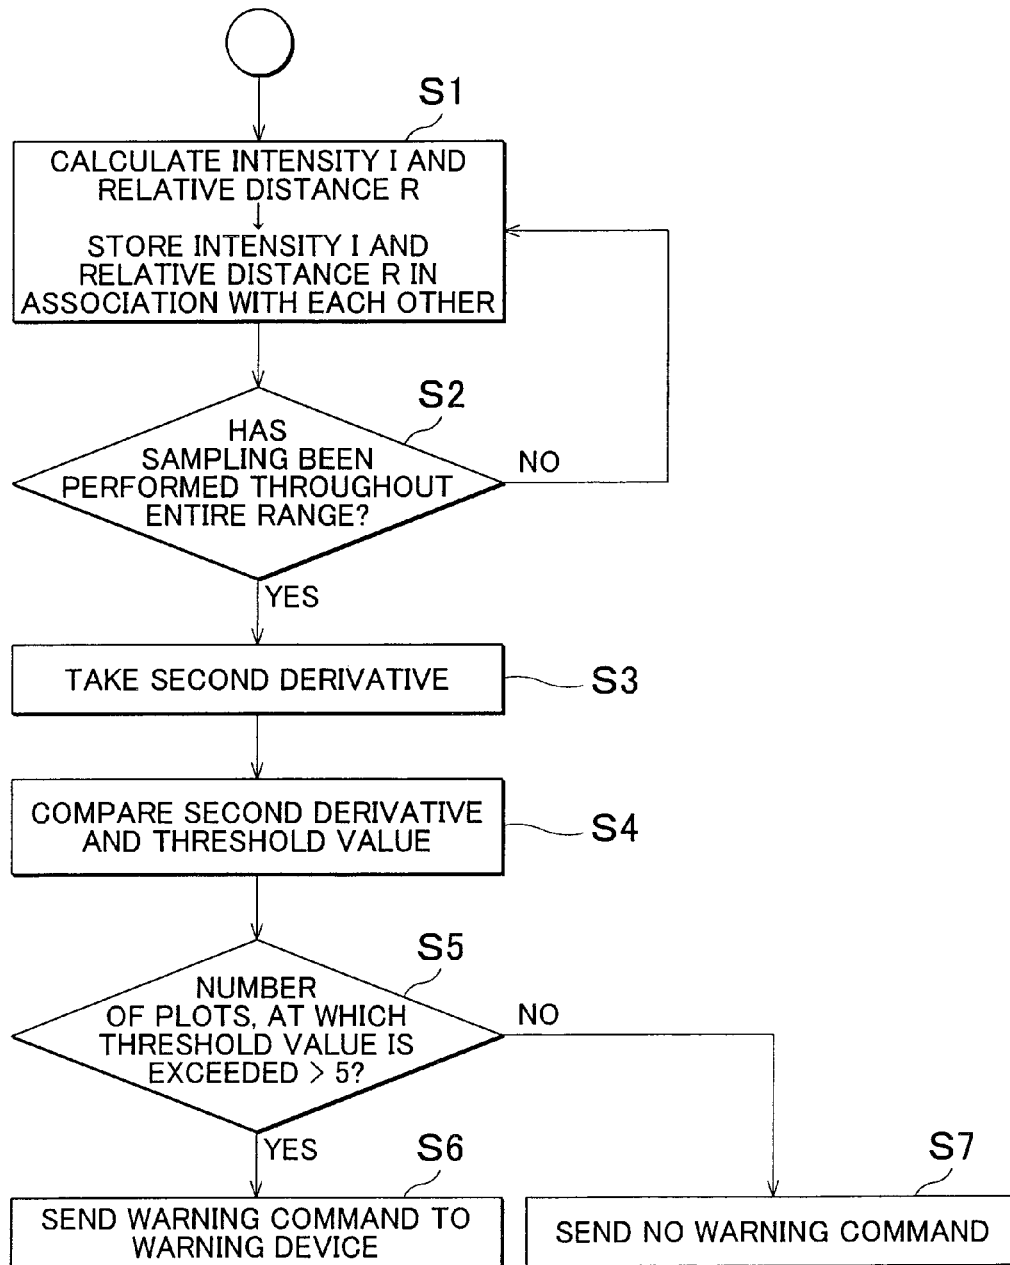 S1
CALCULATE INTENSITY I AND
RELATIVE DISTANCE R
STORE INTENSITY I AND
RELATIVE DISTANCE R IN
ASSOCIATION WITH EACH OTHER
S2
HAS
SAMPLING BEEN
PERFORMED THROUGHOUT
ENTIRE RANGE?
NO
YES
TAKE SECOND DERIVATIVE
S3
COMPARE SECOND DERIVATIVE
AND THRESHOLD VALUE
S4
S5
NUMBER
OF PLOTS, AT WHICH
THRESHOLD VALUE IS
EXCEEDED > 5?
NO
YES
S6
SEND WARNING COMMAND TO
WARNING DEVICE
S7
SEND NO WARNING COMMAND